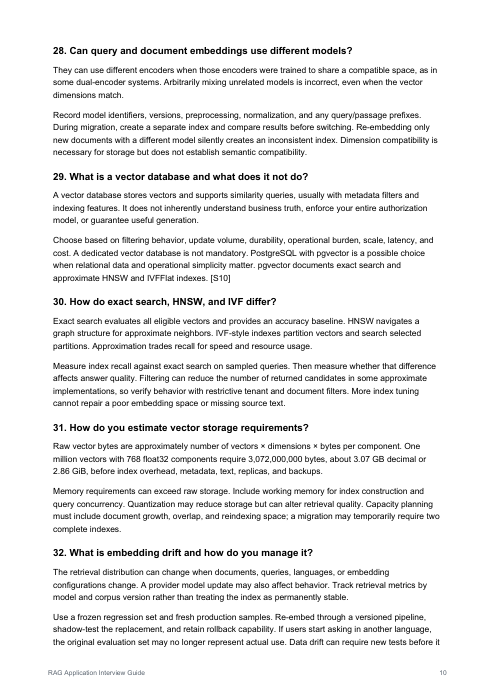 28. Can query and document embeddings use different models?
They can use different encoders when those encoders were trained to share a compatible space, as in
some dual-encoder systems. Arbitrarily mixing unrelated models is incorrect, even when the vector
dimensions match.
Record model identifiers, versions, preprocessing, normalization, and any query/passage prefixes.
During migration, create a separate index and compare results before switching. Re-embedding only
new documents with a different model silently creates an inconsistent index. Dimension compatibility is
necessary for storage but does not establish semantic compatibility.
29. What is a vector database and what does it not do?
A vector database stores vectors and supports similarity queries, usually with metadata filters and
indexing features. It does not inherently understand business truth, enforce your entire authorization
model, or guarantee useful generation.
Choose based on filtering behavior, update volume, durability, operational burden, scale, latency, and
cost. A dedicated vector database is not mandatory. PostgreSQL with pgvector is a possible choice
when relational data and operational simplicity matter. pgvector documents exact search and
approximate HNSW and IVFFlat indexes. [S10]
30. How do exact search, HNSW, and IVF differ?
Exact search evaluates all eligible vectors and provides an accuracy baseline. HNSW navigates a
graph structure for approximate neighbors. IVF-style indexes partition vectors and search selected
partitions. Approximation trades recall for speed and resource usage.
Measure index recall against exact search on sampled queries. Then measure whether that difference
affects answer quality. Filtering can reduce the number of returned candidates in some approximate
implementations, so verify behavior with restrictive tenant and document filters. More index tuning
cannot repair a poor embedding space or missing source text.
31. How do you estimate vector storage requirements?
Raw vector bytes are approximately number of vectors × dimensions × bytes per component. One
million vectors with 768 float32 components require 3,072,000,000 bytes, about 3.07 GB decimal or
2.86 GiB, before index overhead, metadata, text, replicas, and backups.
Memory requirements can exceed raw storage. Include working memory for index construction and
query concurrency. Quantization may reduce storage but can alter retrieval quality. Capacity planning
must include document growth, overlap, and reindexing space; a migration may temporarily require two
complete indexes.
32. What is embedding drift and how do you manage it?
The retrieval distribution can change when documents, queries, languages, or embedding
configurations change. A provider model update may also affect behavior. Track retrieval metrics by
model and corpus version rather than treating the index as permanently stable.
Use a frozen regression set and fresh production samples. Re-embed through a versioned pipeline,
shadow-test the replacement, and retain rollback capability. If users start asking in another language,
the original evaluation set may no longer represent actual use. Data drift can require new tests before it
RAG Application Interview Guide
10